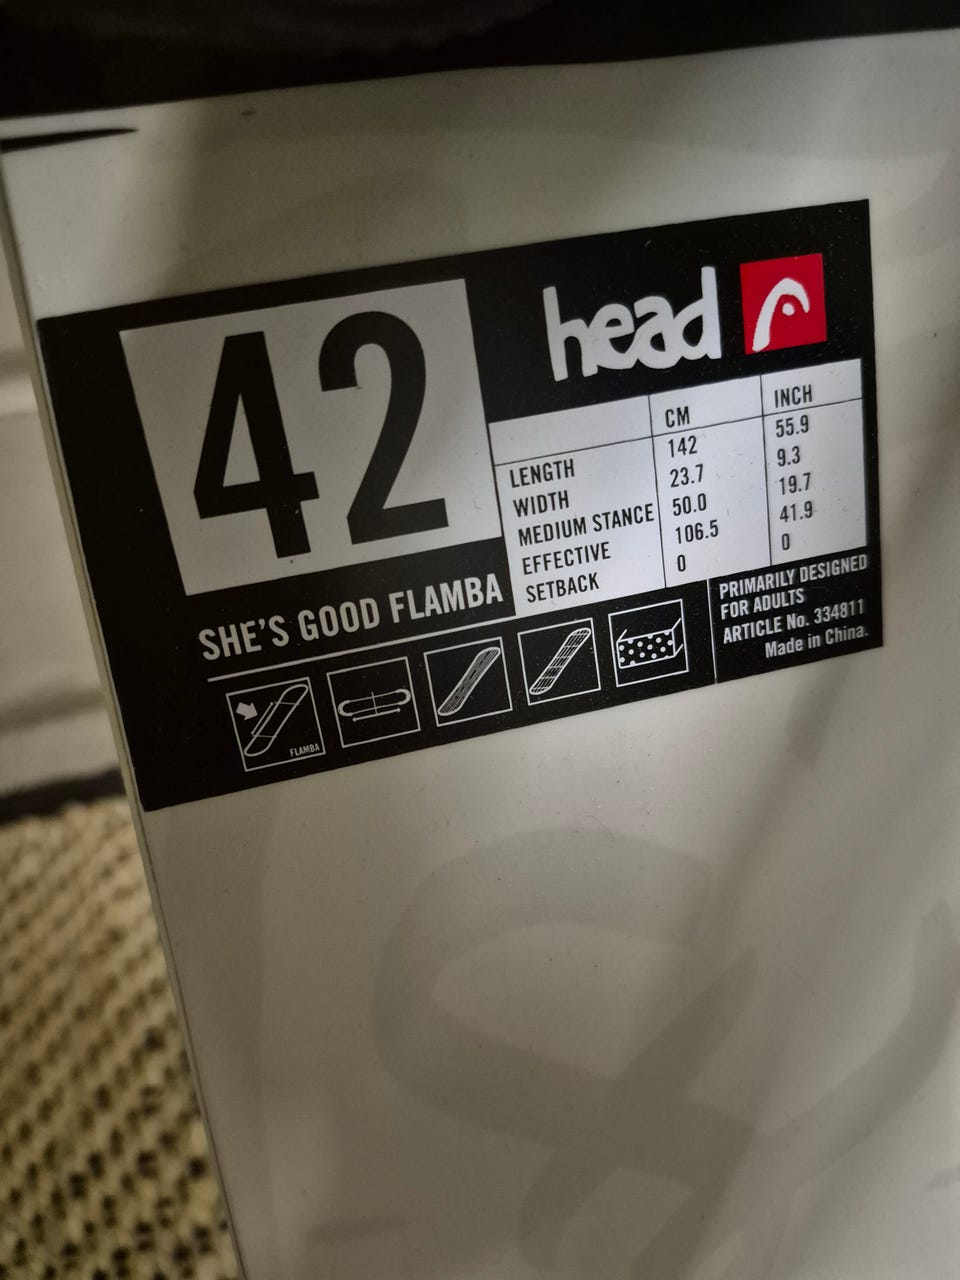 42
head
CM INCH
LENGTH 142 55.9
WIDTH 23.7 9.3
MEDIUM STANCE 50.0 19.7
EFFECTIVE 106.5 41.9
SETBACK 0 0
SHE'S GOOD FLAMBA
FLAMBA
PRIMARILY DESIGNED
FOR ADULTS
ARTICLE No. 334811
Made in China.